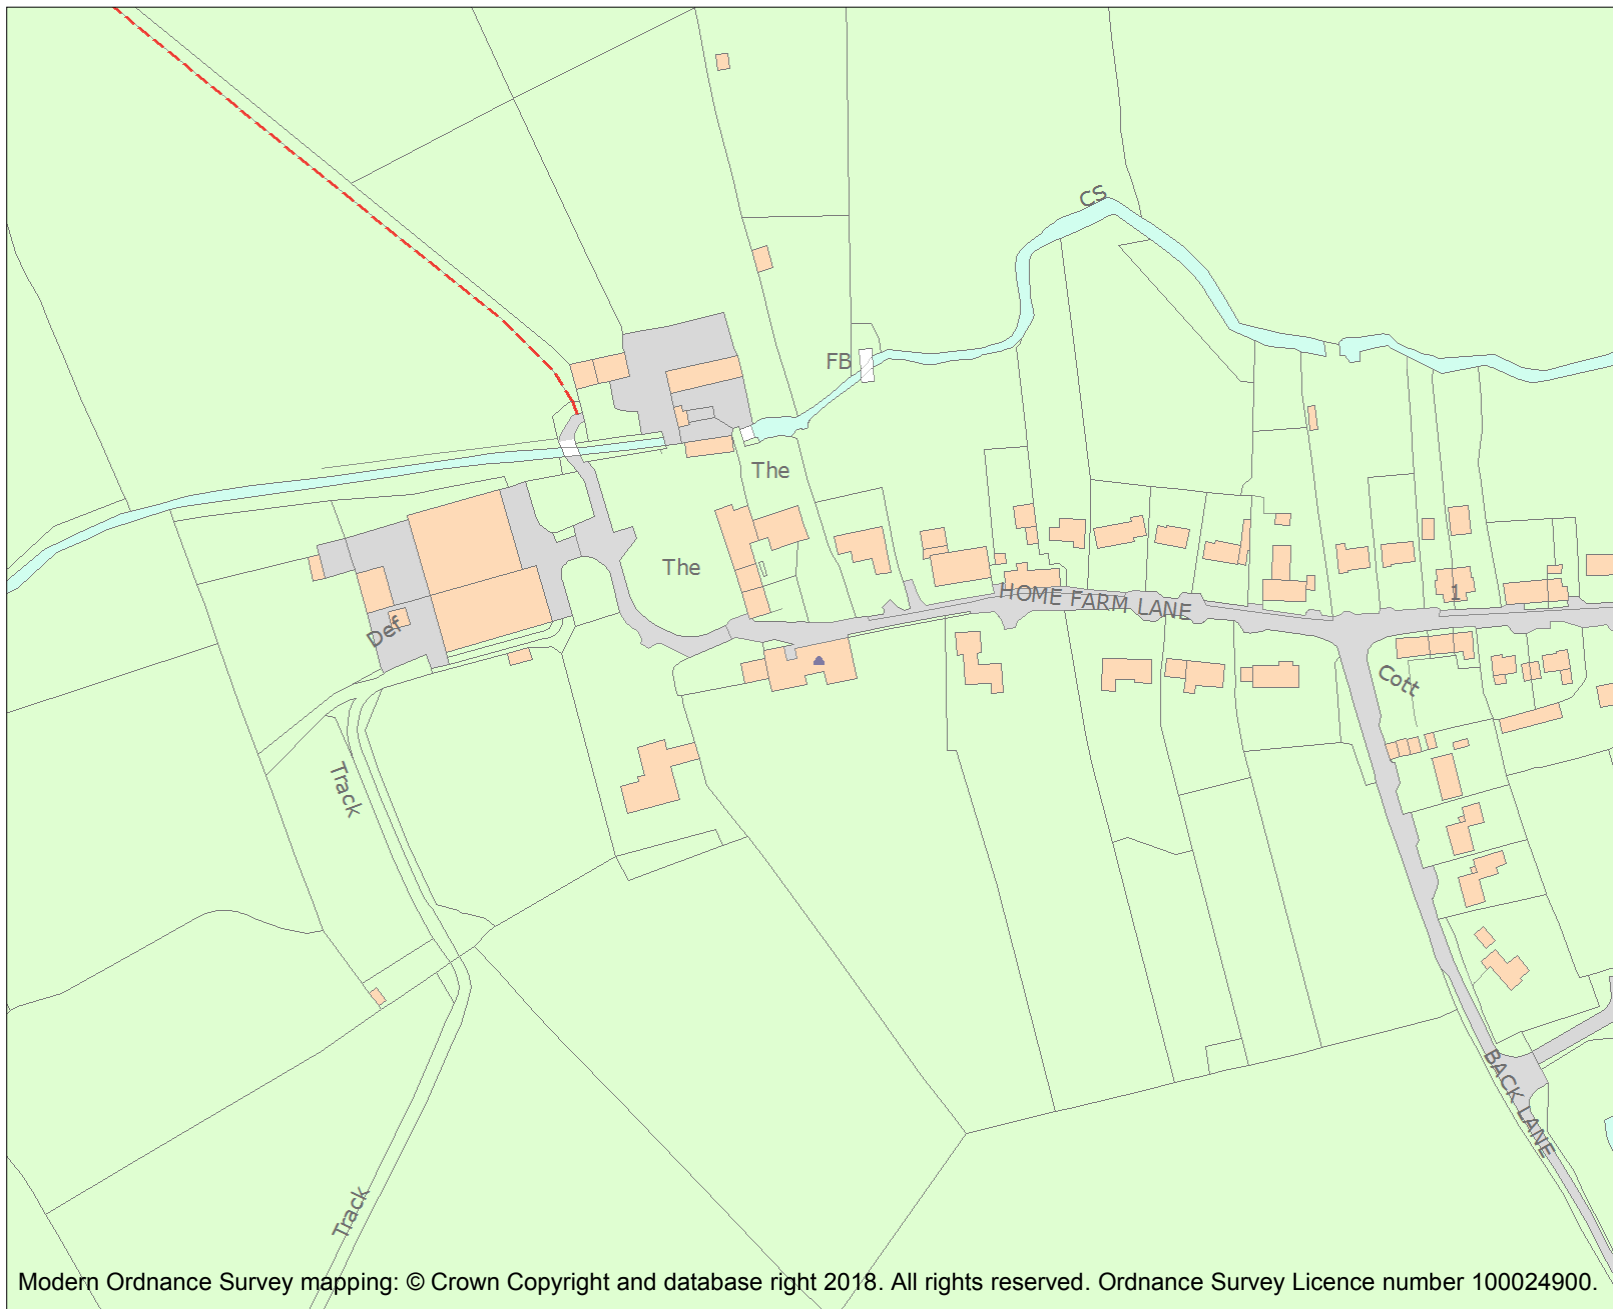 CS
FB
The
The
HOME FARM LANE
1
Def
Cott
Track
BACK LANE
Track
Modern Ordnance Survey mapping: © Crown Copyright and database right 2018. All rights reserved. Ordnance Survey Licence number 100024900.